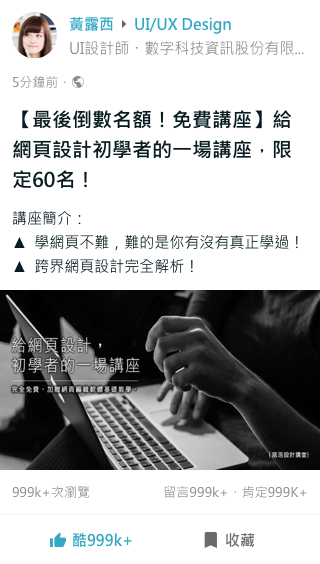 黃露西 ▸ UI/UX Design
UI設計師．數字科技資訊股份有限...
5分鐘前．
【最後倒數名額！免費講座】給
網頁設計初學者的一場講座，限
定60名！
講座簡介：
▲ 學網頁不難，難的是你有沒有真正學過！
▲ 跨界網頁設計完全解析！
給網頁設計，
初學者的一場講座
完全免費，加贈網頁編輯軟體基礎教學。
999k+次瀏覽
留言999k+．肯定999K+
酷999k+
收藏